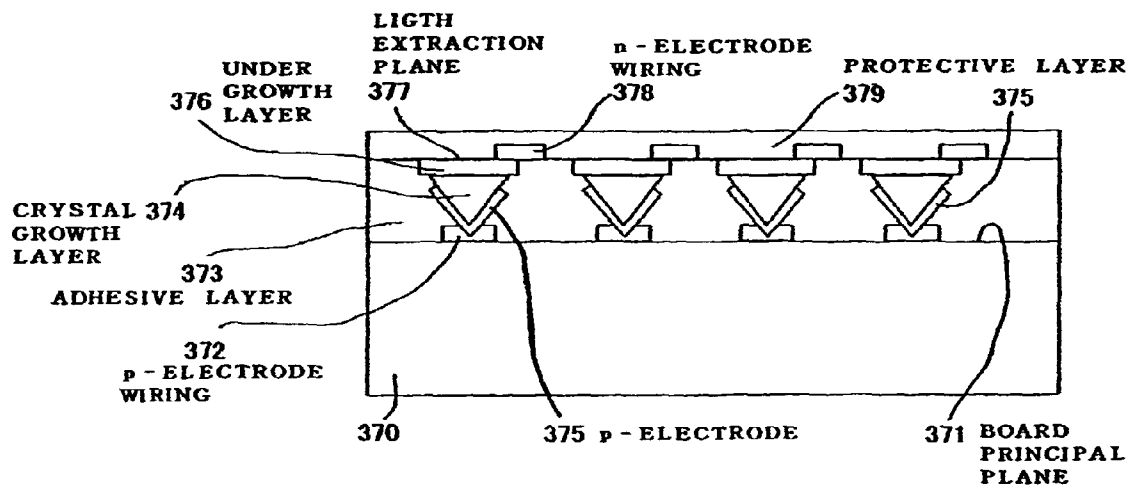 LIGTH
EXTRACTION
PLANE
377
n-ELECTRODE
WIRING
378
PROTECTIVE LAYER
379
375
UNDER
GROWTH
LAYER
376
CRYSTAL
GROWTH
LAYER
374
373
ADHESIVE LAYER
372
p-ELECTRODE
WIRING
370
375 p-ELECTRODE
371 BOARD
PRINCIPAL
PLANE